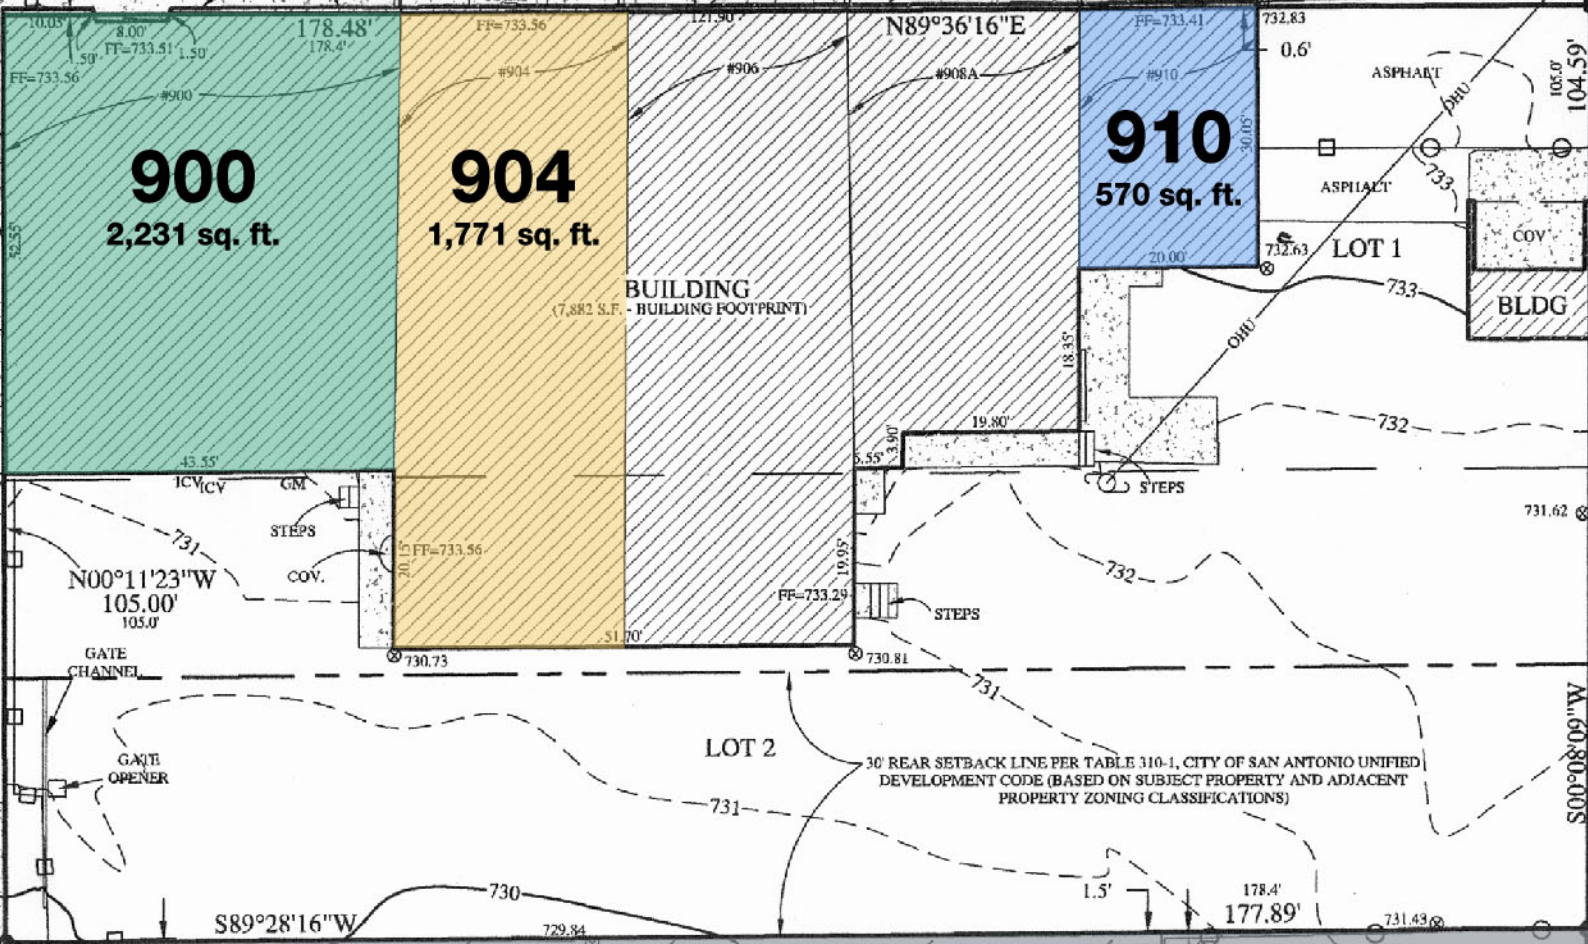 10.05'
8.00'
178.48'
178.4'
FF=733.56
121.90'
N89°36'16"E
FF=733.41
732.83
.50'
FF=733.51
1.50'
0.6'
FF=733.56
#900
#904
#906
#908A
#910
ASPHALT
OHU
105.0'
104.59'
900
2,231 sq. ft.
904
1,771 sq. ft.
910
570 sq. ft.
30.05'
733
ASPHALT
52.55'
20.00'
732.63
LOT 1
COV
BUILDING
(7,882 S.F. - BUILDING FOOTPRINT)
733
BLDG
OHU
18.35'
19.80'
3.90'
732
43.55'
5.55'
ICV
ICV
GM
STEPS
STEPS
731.62
731
FF=733.56
20.15'
COV.
19.95'
732
N00°11'23"W
105.00'
105.0'
FF=733.29
STEPS
51.70'
730.73
730.81
GATE
CHANNEL
731
S00°08'09"W
LOT 2
GATE
OPENER
30' REAR SETBACK LINE PER TABLE 310-1, CITY OF SAN ANTONIO UNIFIED
DEVELOPMENT CODE (BASED ON SUBJECT PROPERTY AND ADJACENT
PROPERTY ZONING CLASSIFICATIONS)
731
730
1.5'
178.4'
177.89'
S89°28'16"W
729.84
731.43